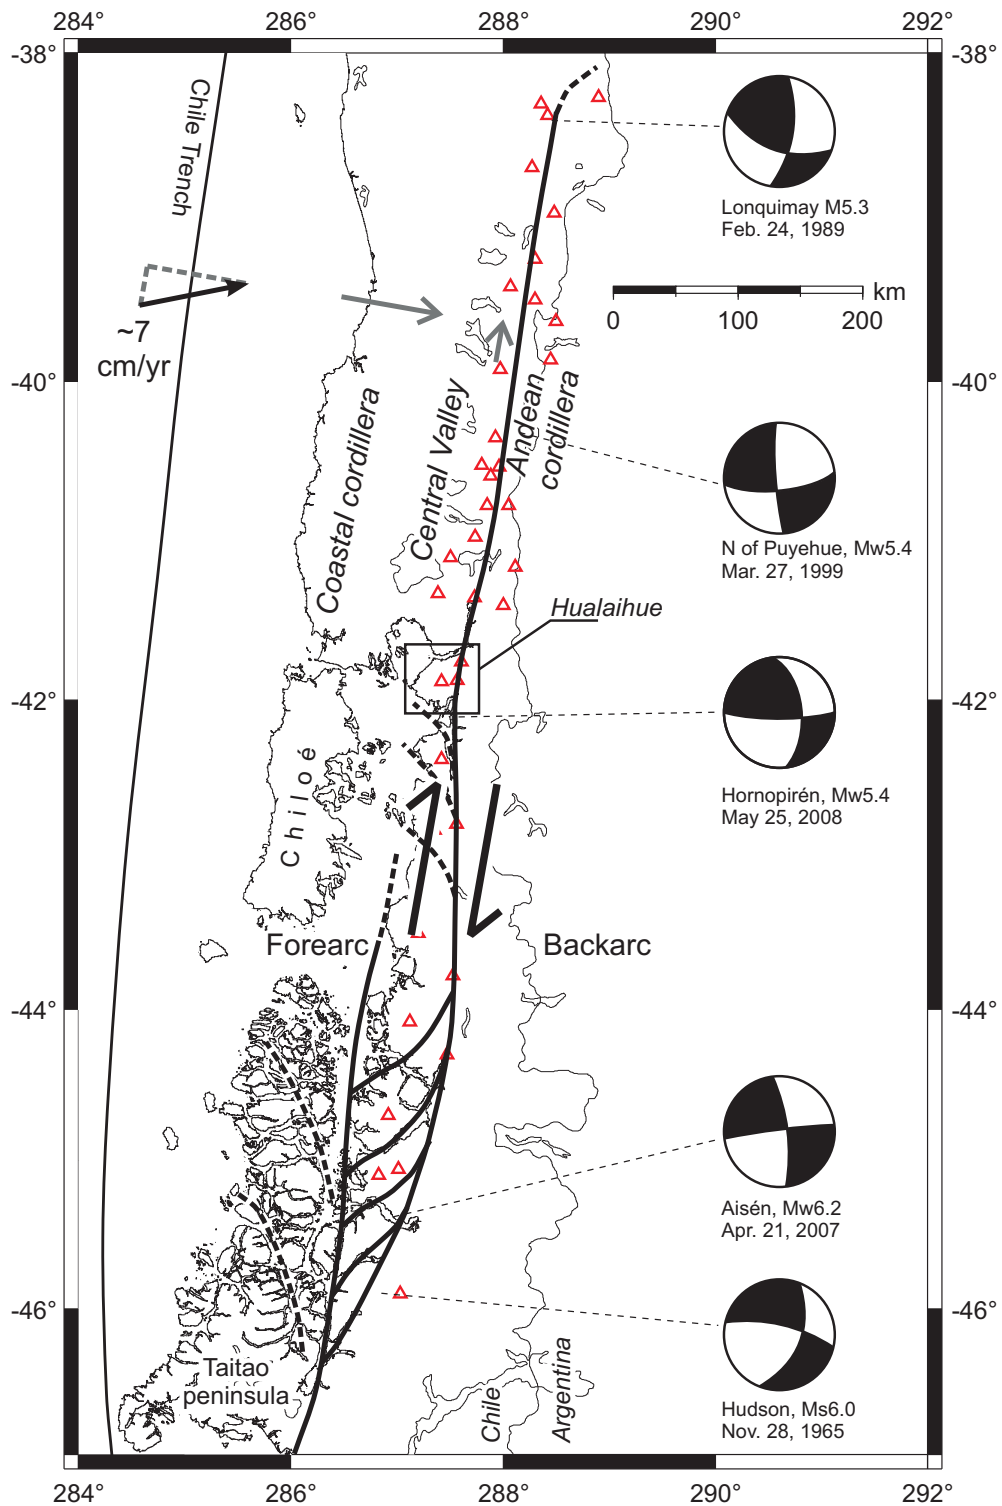 284° 286° 288° 290° 292°
-38° -38°
Chile Trench
Lonquimay M5.3
Feb. 24, 1989
km
0 100 200
~7
cm/yr
-40° -40°
Coastal cordillera
Central Valley
Andean
cordillera
N of Puyehue, Mw5.4
Mar. 27, 1999
Hualaihue
-42° -42°
Chiloé
Hornopirén, Mw5.4
May 25, 2008
Forearc Backarc
-44° -44°
Aisén, Mw6.2
Apr. 21, 2007
-46° -46°
Taitao
peninsula
Chile
Argentina
Hudson, Ms6.0
Nov. 28, 1965
284° 286° 288° 290° 292°